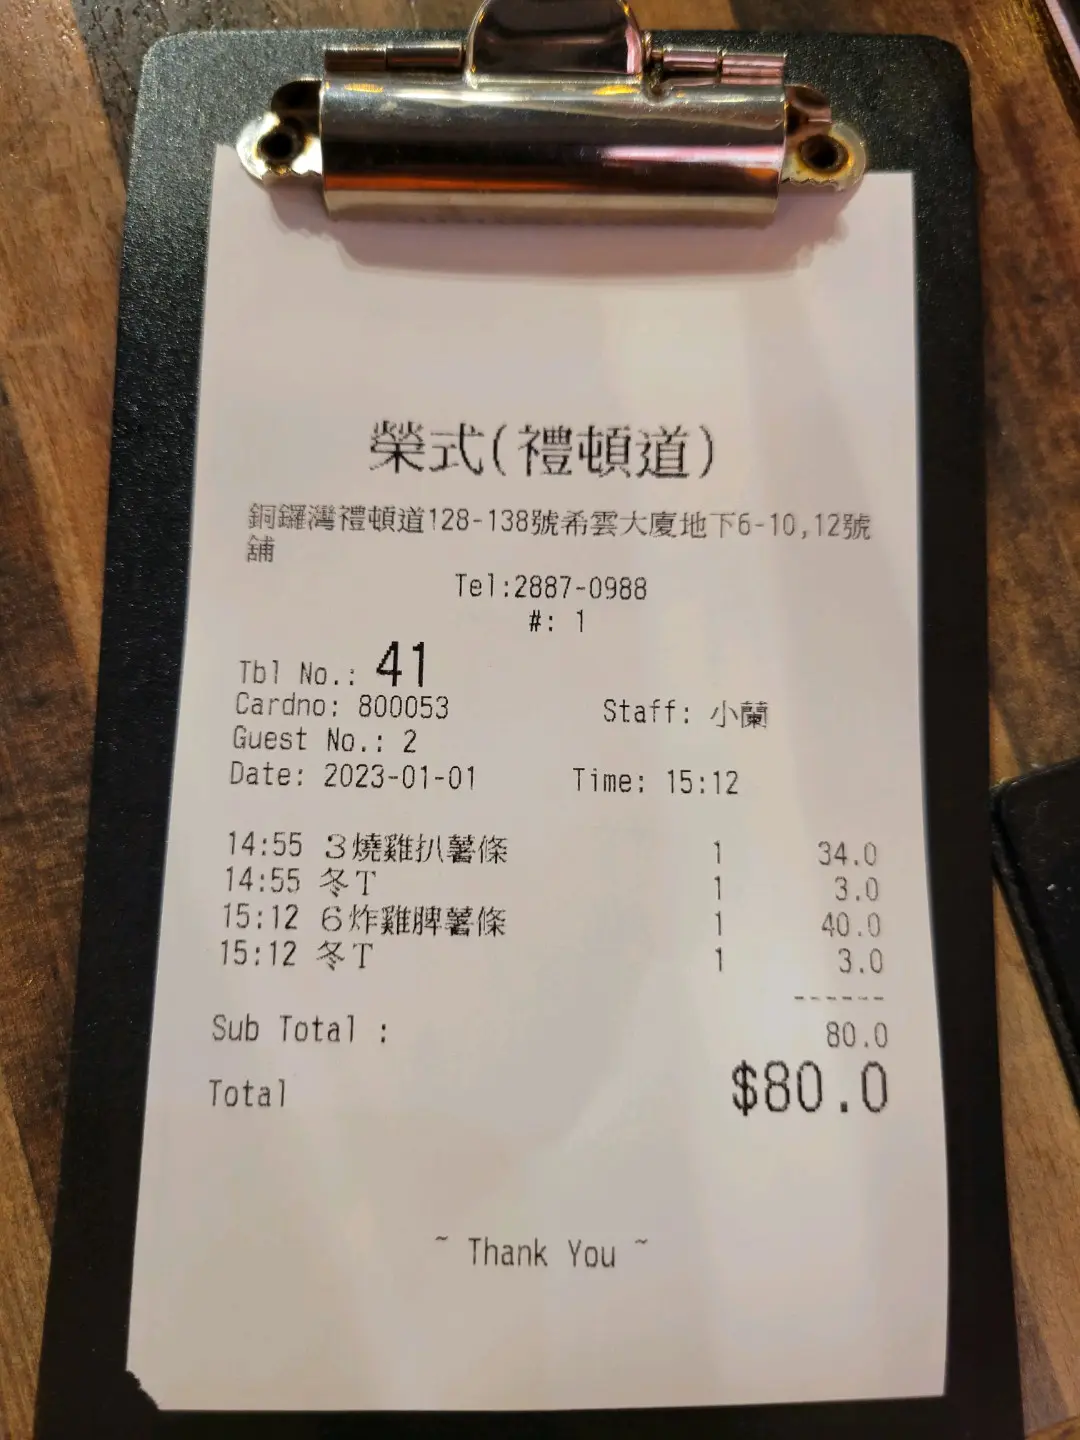 榮式(禮頓道)
銅鑼灣禮頓道128-138號希雲大廈地下6-10,12號
舖
Tel:2887-0988
#: 1
Tbl No.: 41
Cardno: 800053 Staff: 小蘭
Guest No.: 2
Date: 2023-01-01 Time: 15:12
14:55 3燒雞扒薯條 1 34.0
14:55 冬T 1 3.0
15:12 6炸雞脾薯條 1 40.0
15:12 冬T 1 3.0
------
Sub Total : 80.0
Total $80.0
~ Thank You ~